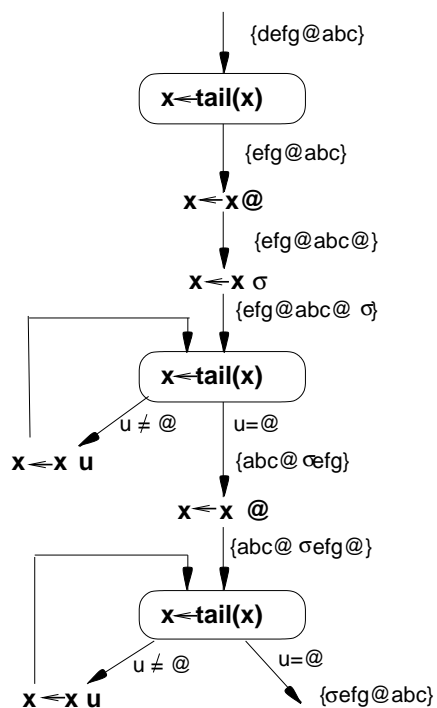 {defg@abc}
x←tail(x)
{efg@abc}
x←x @
{efg@abc@}
x←x σ
{efg@abc@ σ}
x←tail(x)
u ≠ @ u=@
x←x u
{abc@ σefg}
x←x @
{abc@ σefg@}
x←tail(x)
u ≠ @ u=@
x←x u {σefg@abc}